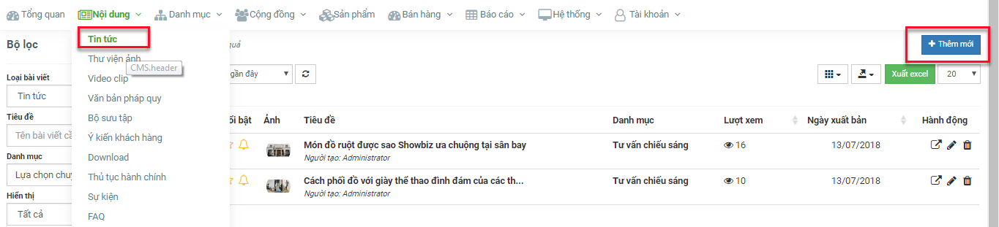 Tổng quan Nội dung Danh mục Cộng đồng Sản phẩm Bán hàng Báo cáo Hệ thống Tài khoản
Bộ lọc
Tin tức
quả
Thêm mới
Thư viện ảnh
CMS.header
Loại bài viết
Video clip
gần đây
Xuất excel
20
Tin tức
Văn bản pháp quy
Tiêu đề
Bộ sưu tập
Ảnh Tiêu đề Danh mục Lượt xem Ngày xuất bản Hành động
Tên bài viết
Ý kiến khách hàng
Món đồ ruột được sao Showbiz ưa chuộng tại sân bay Tư vấn chiếu sáng 16 13/07/2018
Người tạo: Administrator
Danh mục
Download
Lựa chọn
Thủ tục hành chính
Cách phối đồ với giày thể thao đình đám của các th... Tư vấn chiếu sáng 10 13/07/2018
Người tạo: Administrator
Hiển thị
Sự kiện
Tất cả
FAQ